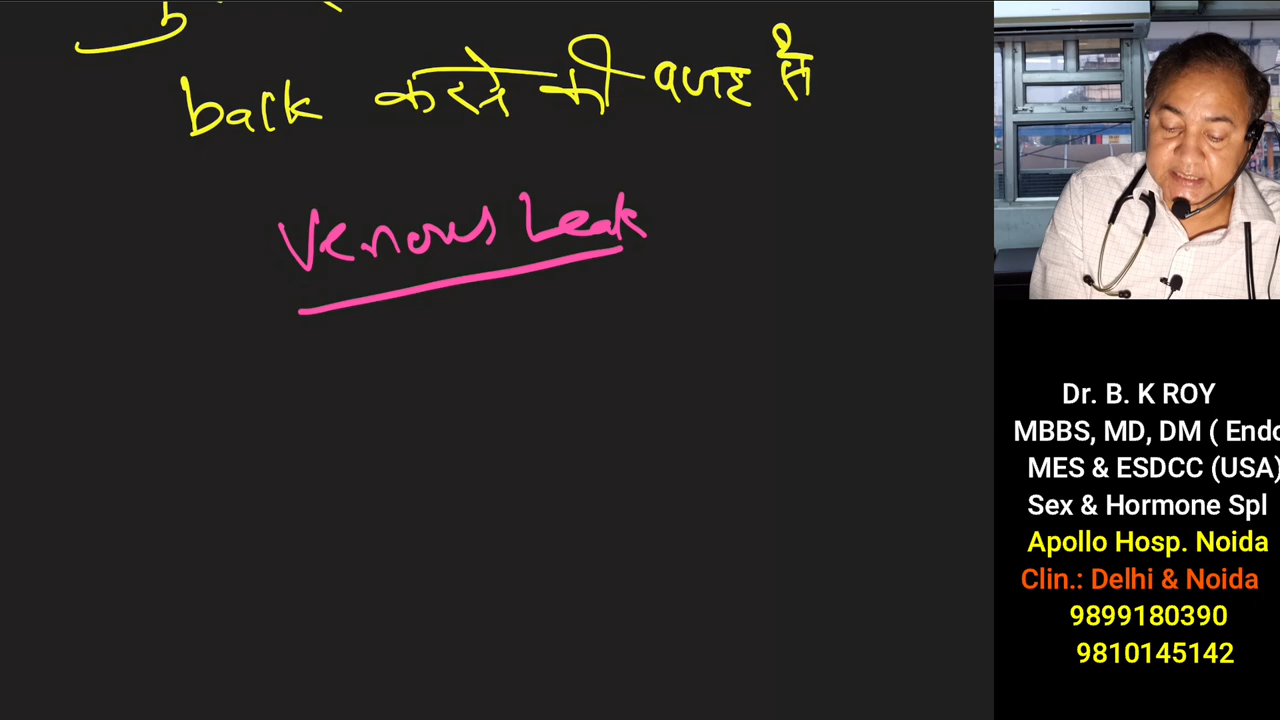 back करने की वजह से
Venous Leak
Dr. B. K ROY
MBBS, MD, DM ( Endo
MES & ESDCC (USA)
Sex & Hormone Spl
Apollo Hosp. Noida
Clin.: Delhi & Noida
9899180390
9810145142